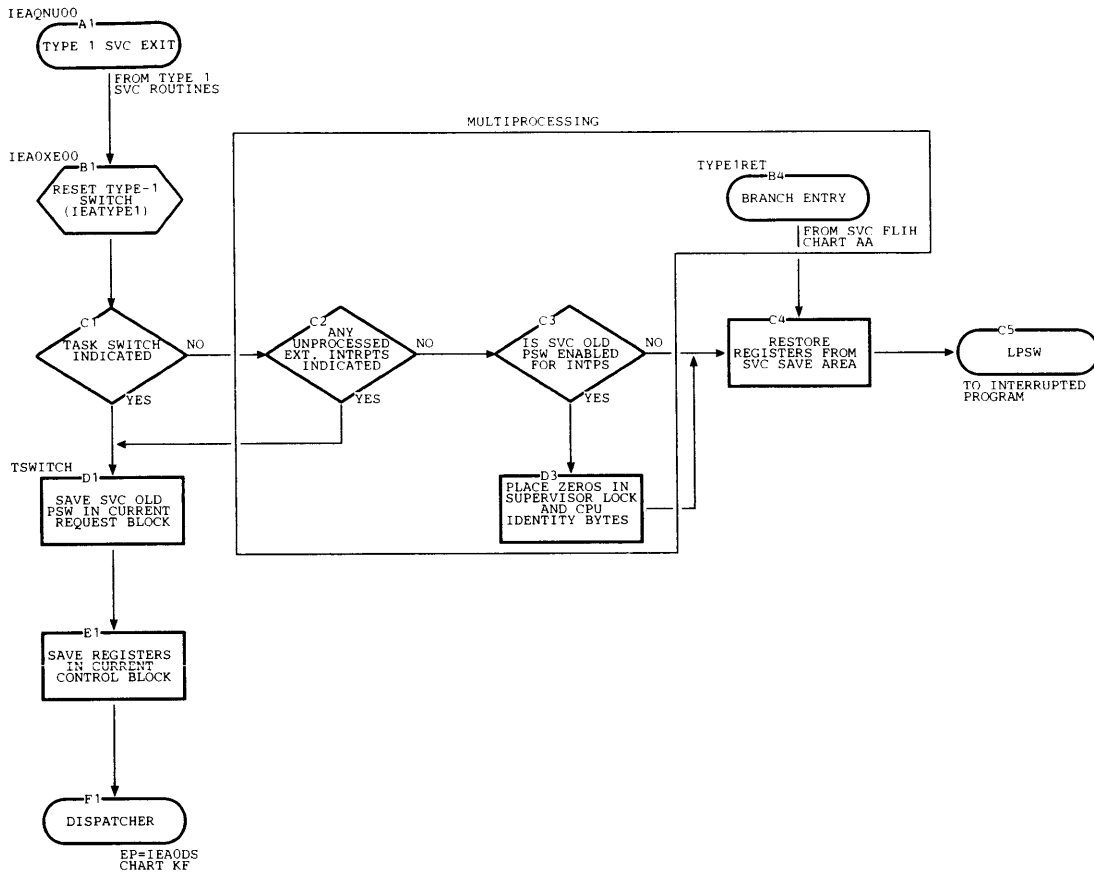 IEAQNU00
A1
TYPE 1 SVC EXIT
FROM TYPE 1
SVC ROUTINES
MULTIPROCESSING
IEA0XE00
B1
RESET TYPE-1
SWITCH
(IEATYPE1)
TYPE1RET
B4
BRANCH ENTRY
FROM SVC FLIH
CHART AA
C1
TASK SWITCH
INDICATED
NO
YES
C2
ANY
UNPROCESSED
EXT. INTRPTS
INDICATED
NO
YES
C3
IS SVC OLD
PSW ENABLED
FOR INTPS
NO
YES
C4
RESTORE
REGISTERS FROM
SVC SAVE AREA
C5
LPSW
TO INTERRUPTED
PROGRAM
TSWITCH
D1
SAVE SVC OLD
PSW IN CURRENT
REQUEST BLOCK
D3
PLACE ZEROS IN
SUPERVISOR LOCK
AND CPU
IDENTITY BYTES
E1
SAVE REGISTERS
IN CURRENT
CONTROL BLOCK
F1
DISPATCHER
EP=IEA0DS
CHART KF